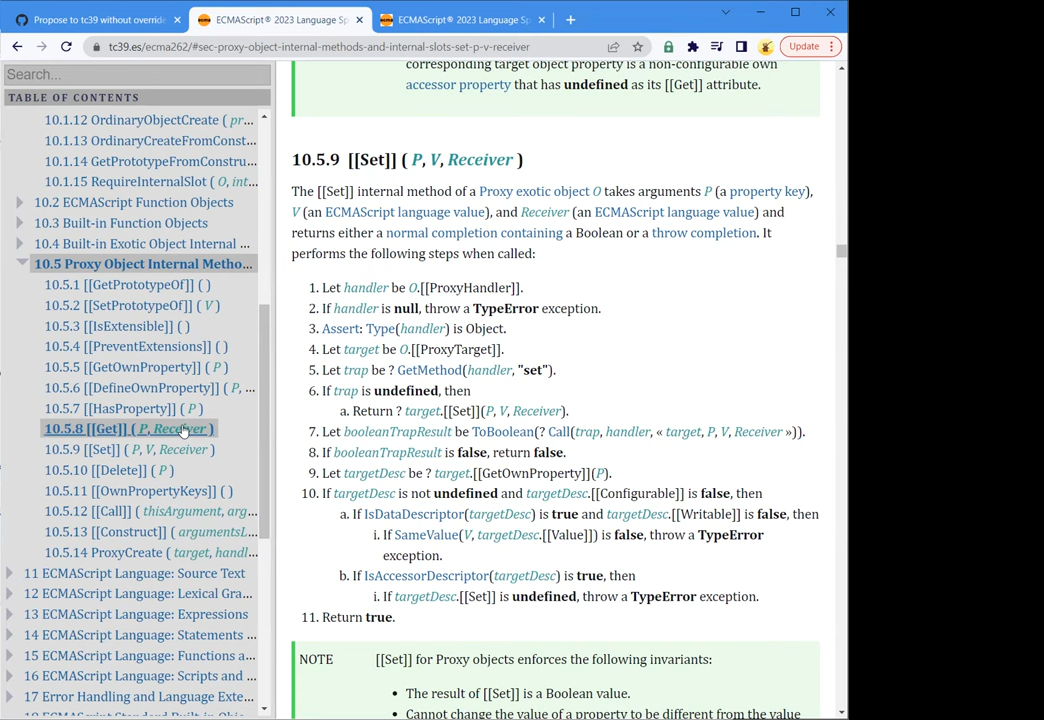 Propose to tc39 without overrid
ECMAScript® 2023 Language Sp
ECMAScript® 2023 Language Sp
tc39.es/ecma262/#sec-proxy-object-internal-methods-and-internal-slots-set-p-v-receiver
Update
Search...
TABLE OF CONTENTS
10.1.12 OrdinaryObjectCreate ( pr...
10.1.13 OrdinaryCreateFromConst...
10.1.14 GetPrototypeFromConstru...
10.1.15 RequireInternalSlot ( O, int...
10.2 ECMAScript Function Objects
10.3 Built-in Function Objects
10.4 Built-in Exotic Object Internal ...
10.5 Proxy Object Internal Metho...
10.5.1 [[GetPrototypeOf]] ( )
10.5.2 [[SetPrototypeOf]] ( V )
10.5.3 [[IsExtensible]] ( )
10.5.4 [[PreventExtensions]] ( )
10.5.5 [[GetOwnProperty]] ( P )
10.5.6 [[DefineOwnProperty]] ( P, ...
10.5.7 [[HasProperty]] ( P )
10.5.8 [[Get]] ( P, Receiver )
10.5.9 [[Set]] ( P, V, Receiver )
10.5.10 [[Delete]] ( P )
10.5.11 [[OwnPropertyKeys]] ( )
10.5.12 [[Call]] ( thisArgument, arg...
10.5.13 [[Construct]] ( argumentsL...
10.5.14 ProxyCreate ( target, handl...
11 ECMAScript Language: Source Text
12 ECMAScript Language: Lexical Gra...
13 ECMAScript Language: Expressions
14 ECMAScript Language: Statements ...
15 ECMAScript Language: Functions a...
16 ECMAScript Language: Scripts and ...
17 Error Handling and Language Exte...
corresponding target object property is a non-configurable own
accessor property that has undefined as its [[Get]] attribute.
10.5.9 [[Set]] ( P, V, Receiver )
The [[Set]] internal method of a Proxy exotic object O takes arguments P (a property key),
V (an ECMAScript language value), and Receiver (an ECMAScript language value) and
returns either a normal completion containing a Boolean or a throw completion. It
performs the following steps when called:
1. Let handler be O.[[ProxyHandler]].
2. If handler is null, throw a TypeError exception.
3. Assert: Type(handler) is Object.
4. Let target be O.[[ProxyTarget]].
5. Let trap be ? GetMethod(handler, "set").
6. If trap is undefined, then
a. Return ? target.[[Set]](P, V, Receiver).
7. Let booleanTrapResult be ToBoolean(? Call(trap, handler, « target, P, V, Receiver »)).
8. If booleanTrapResult is false, return false.
9. Let targetDesc be ? target.[[GetOwnProperty]](P).
10. If targetDesc is not undefined and targetDesc.[[Configurable]] is false, then
a. If IsDataDescriptor(targetDesc) is true and targetDesc.[[Writable]] is false, then
i. If SameValue(V, targetDesc.[[Value]]) is false, throw a TypeError
exception.
b. If IsAccessorDescriptor(targetDesc) is true, then
i. If targetDesc.[[Set]] is undefined, throw a TypeError exception.
11. Return true.
NOTE [[Set]] for Proxy objects enforces the following invariants:
• The result of [[Set]] is a Boolean value.
• Cannot change the value of a property to be different from the value